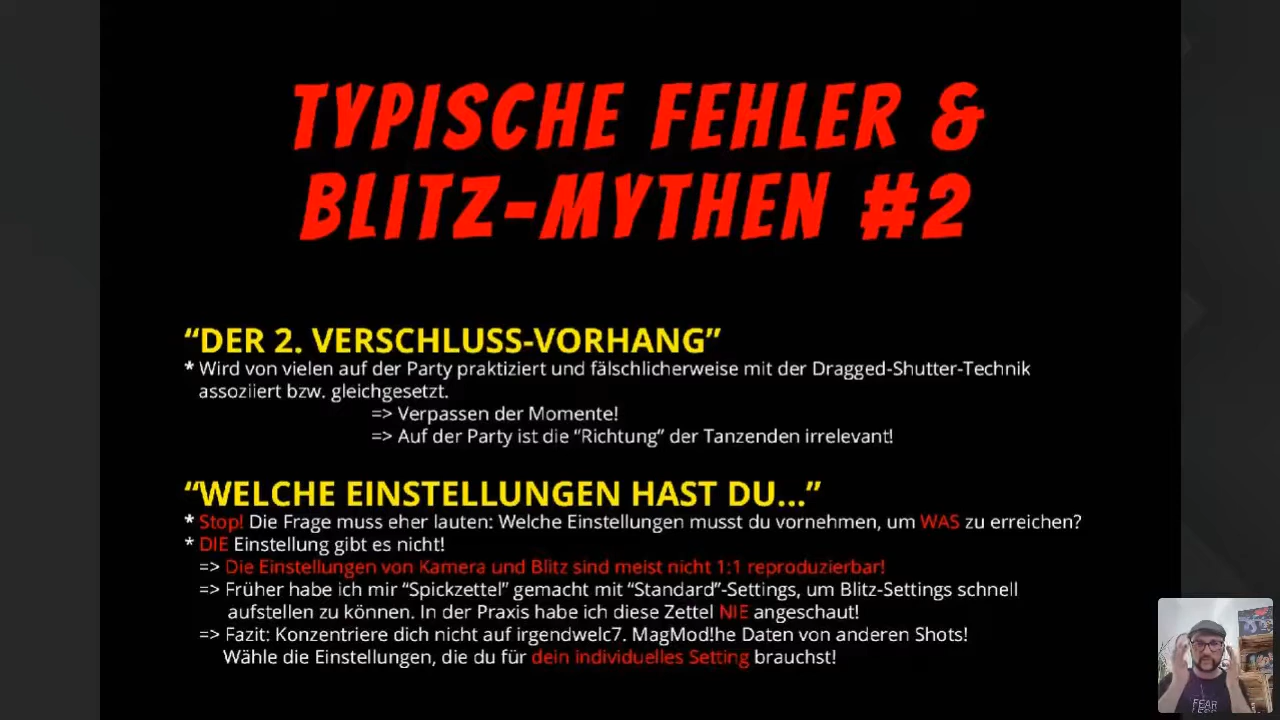 TYPISCHE FEHLER &
BLITZ-MYTHEN #2
“DER 2. VERSCHLUSS-VORHANG”
* Wird von vielen auf der Party praktiziert und fälschlicherweise mit der Dragged-Shutter-Technik
assoziiert bzw. gleichgesetzt.
=> Verpassen der Momente!
=> Auf der Party ist die “Richtung” der Tanzenden irrelevant!
“WELCHE EINSTELLUNGEN HAST DU...”
* Stop! Die Frage muss eher lauten: Welche Einstellungen musst du vornehmen, um WAS zu erreichen?
* DIE Einstellung gibt es nicht!
=> Die Einstellungen von Kamera und Blitz sind meist nicht 1:1 reproduzierbar!
=> Früher habe ich mir “Spickzettel” gemacht mit “Standard”-Settings, um Blitz-Settings schnell
aufstellen zu können. In der Praxis habe ich diese Zettel NIE angeschaut!
=> Fazit: Konzentriere dich nicht auf irgendwelc7. MagMod!he Daten von anderen Shots!
Wähle die Einstellungen, die du für dein individuelles Setting brauchst!
FEAR